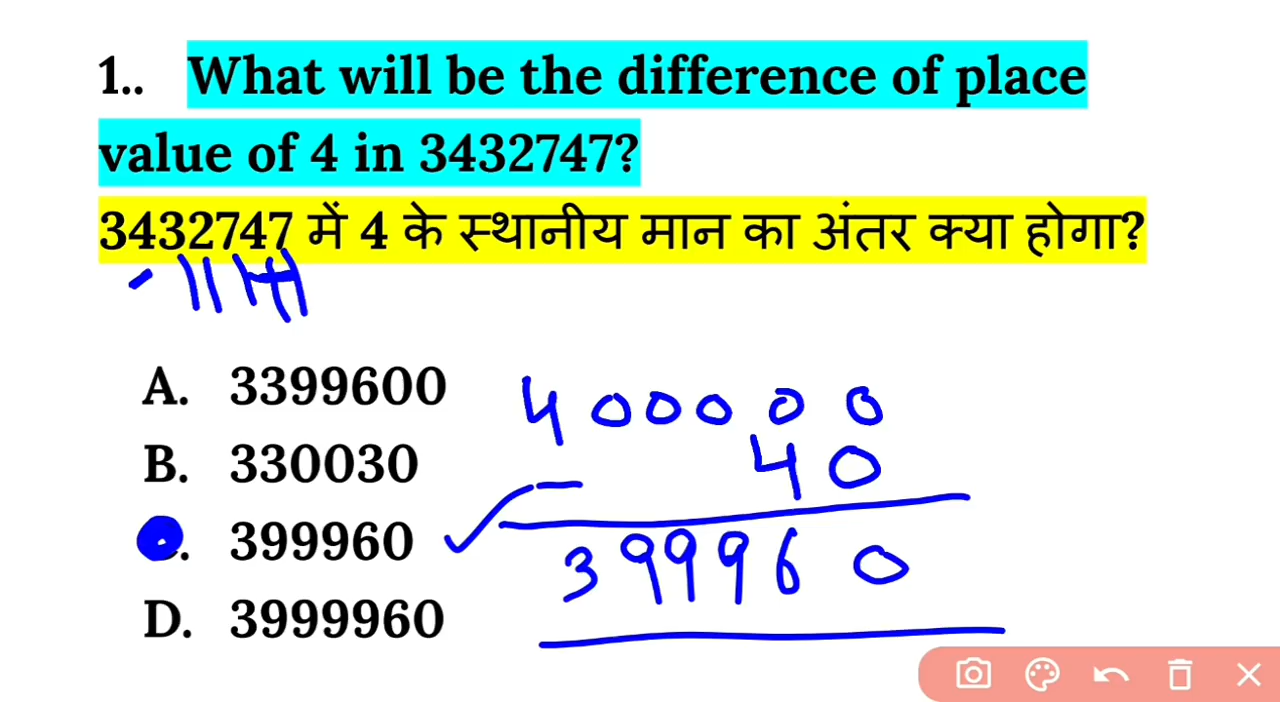 1.. What will be the difference of place
value of 4 in 3432747?
3432747 में 4 के स्थानीय मान का अंतर क्या होगा?
A. 3399600
B. 330030
. 399960
D. 3999960
400000
- 40
399960